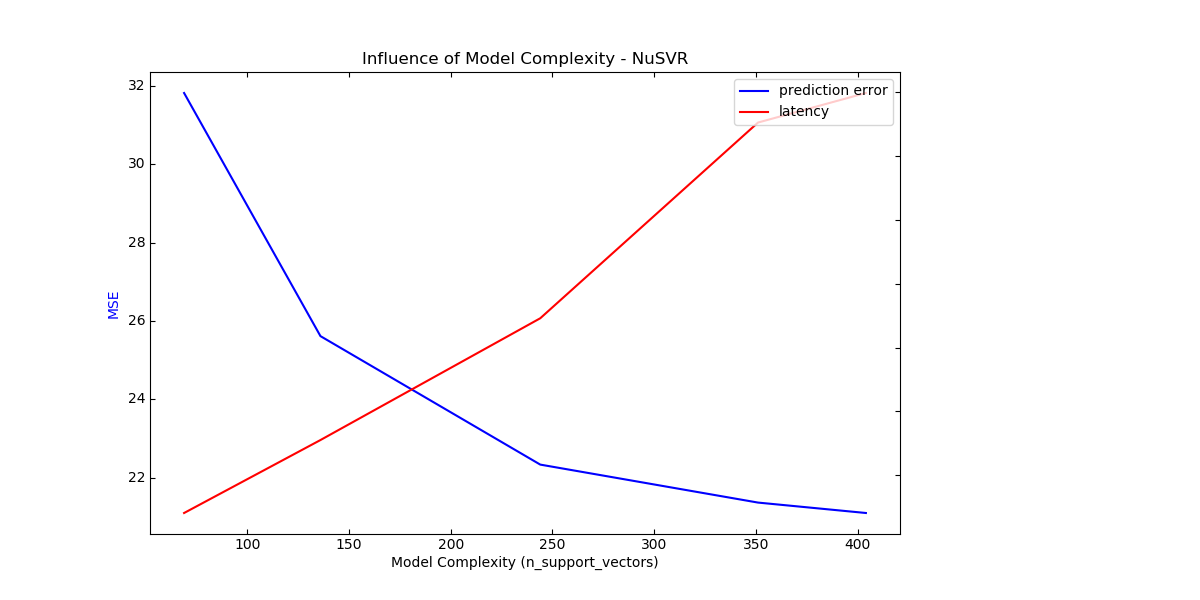 Influence of Model Complexity - NuSVR
prediction error
latency
32
30
28
26
24
22
MSE
100 150 200 250 300 350 400
Model Complexity (n_support_vectors)